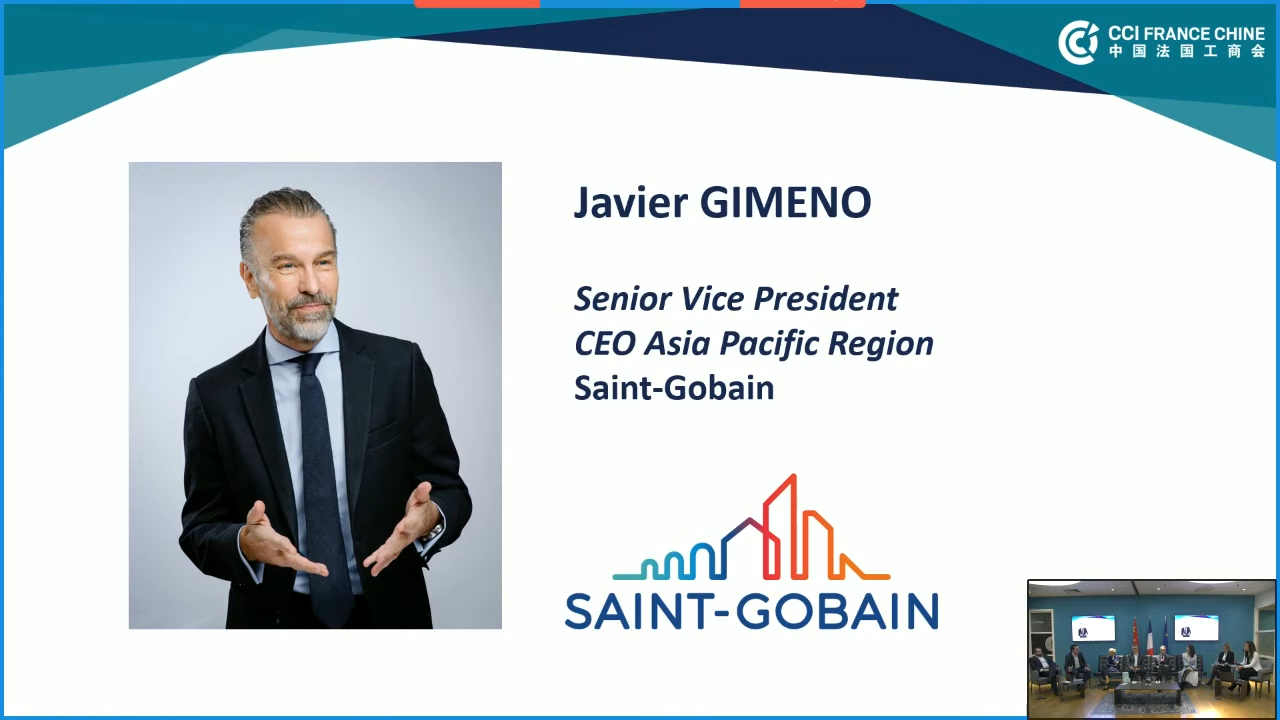 CCI FRANCE CHINE
中国法国工商会
Javier GIMENO
Senior Vice President
CEO Asia Pacific Region
Saint-Gobain
SAINT-GOBAIN